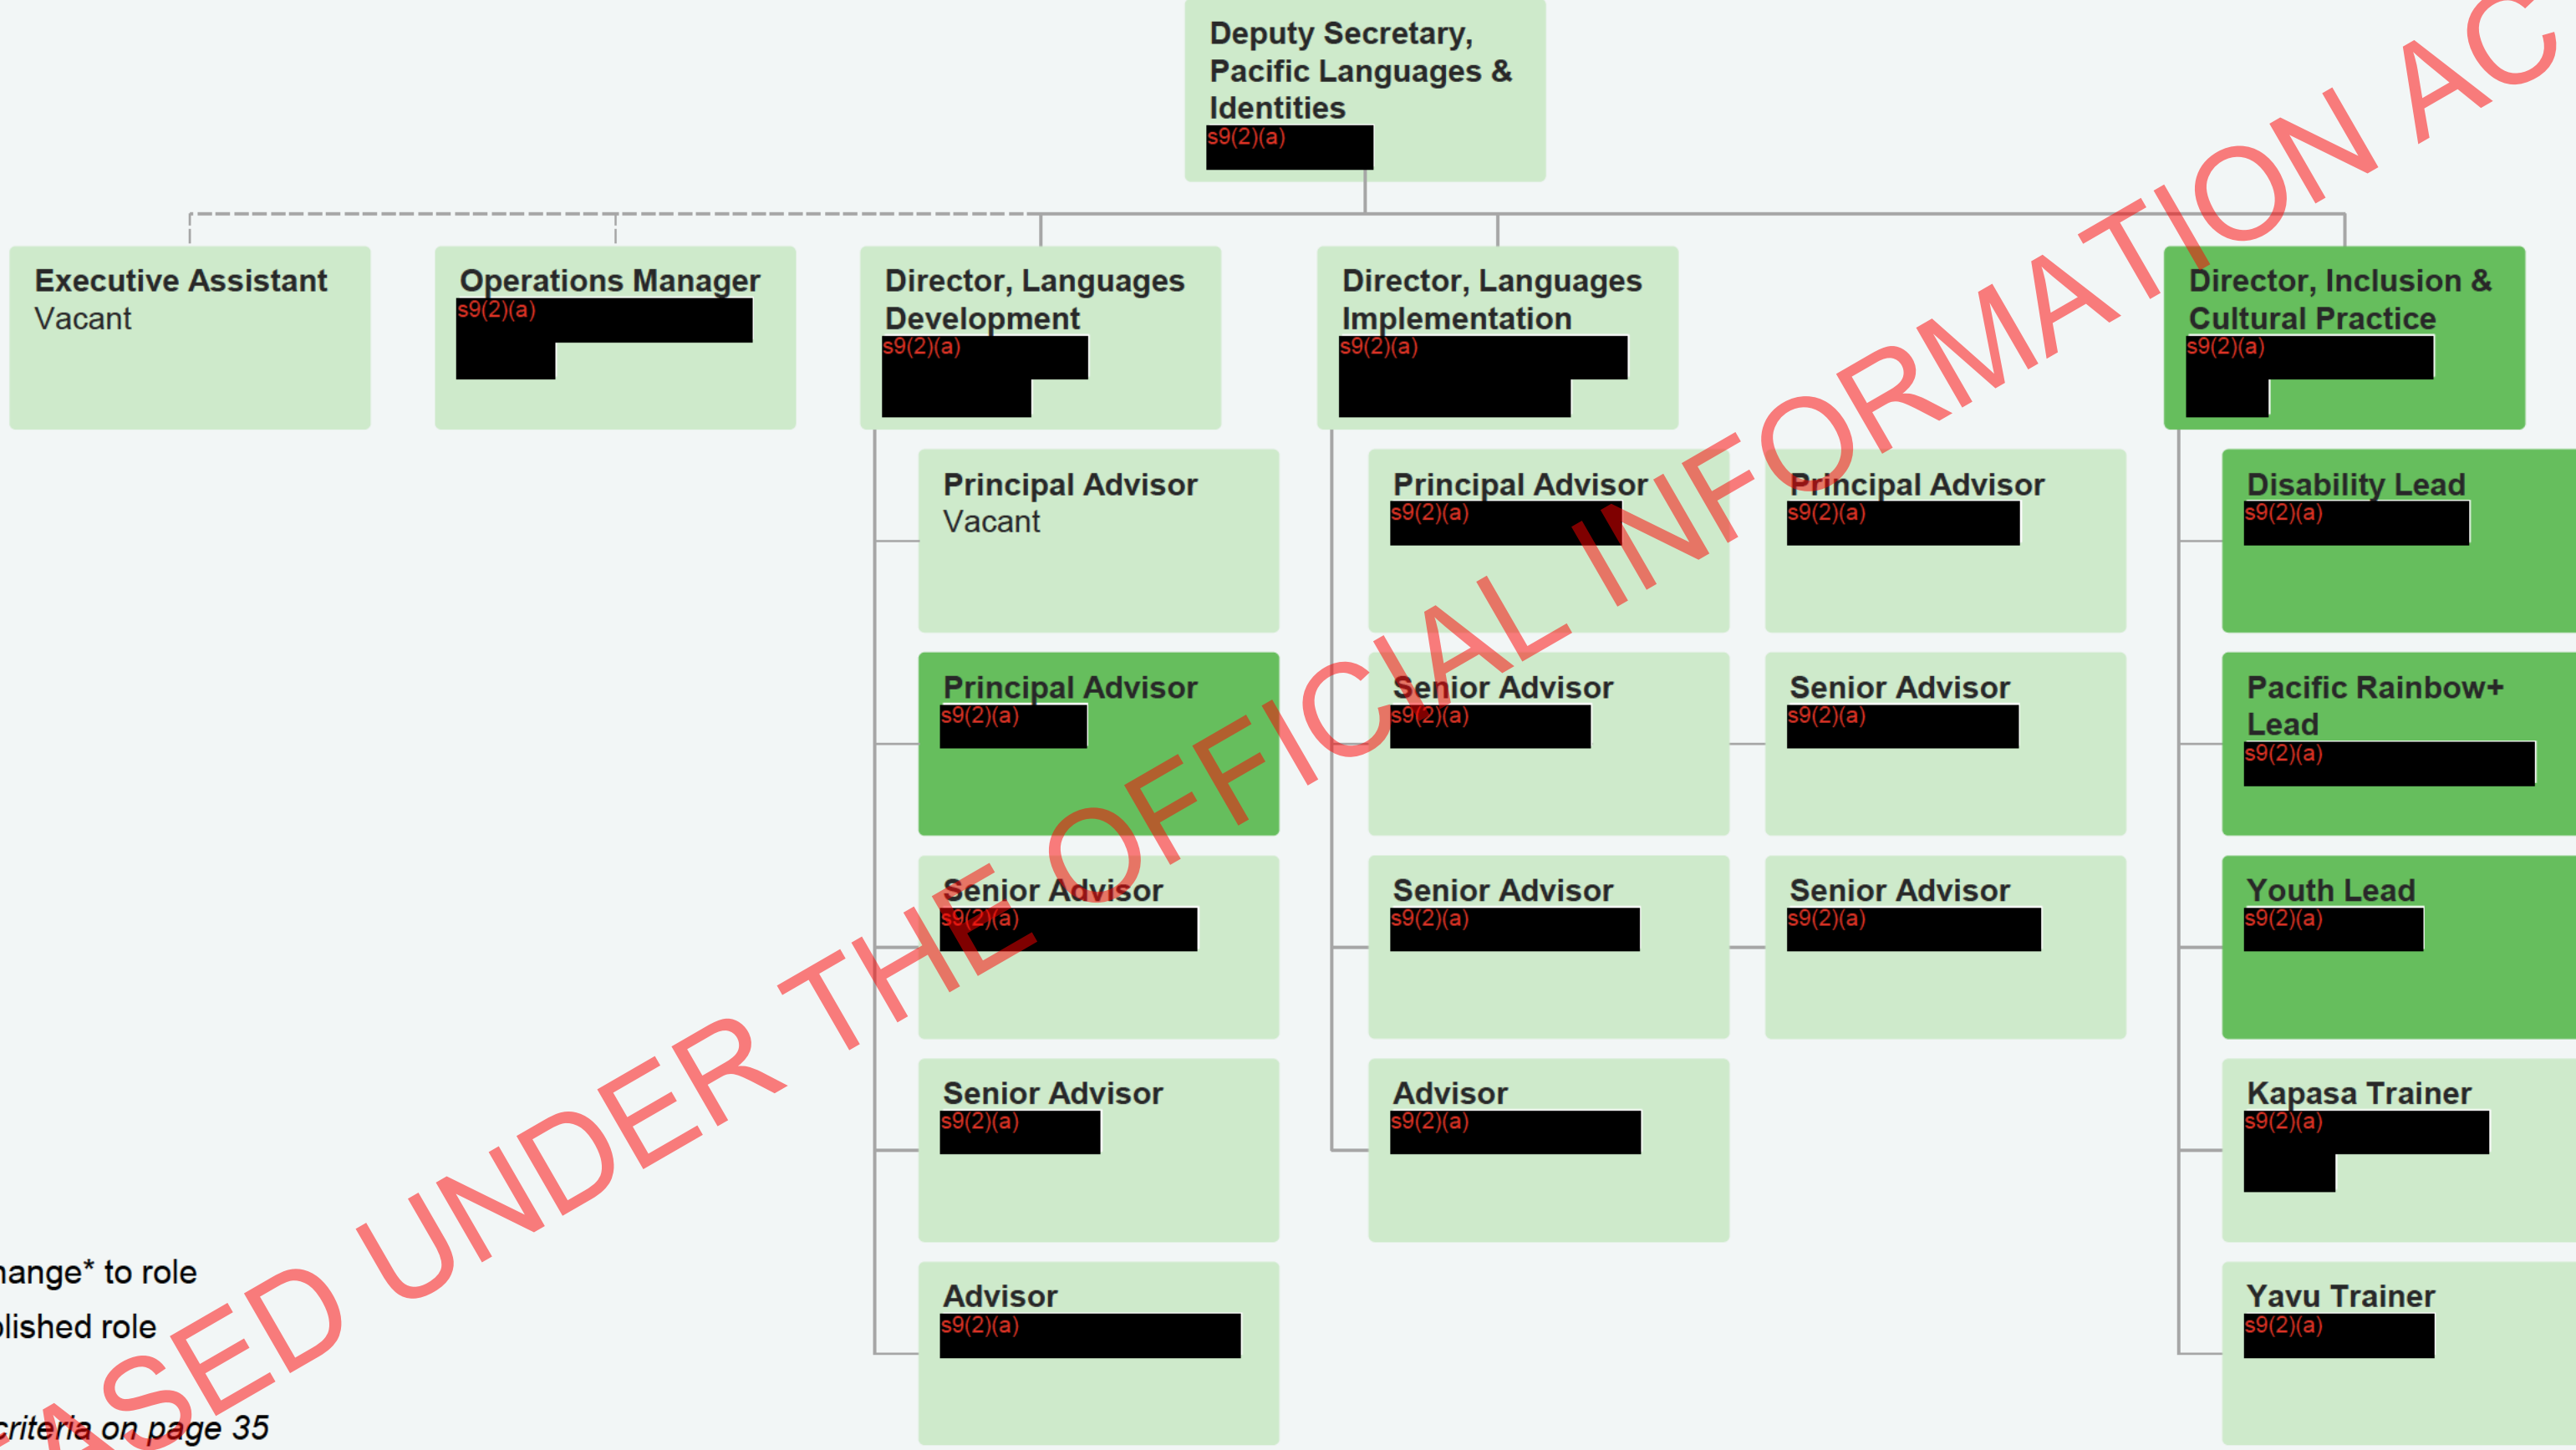 Deputy Secretary,
Pacific Languages &
Identities
s9(2)(a)
Executive Assistant
Vacant
Operations Manager
s9(2)(a)
Director, Languages
Development
s9(2)(a)
Director, Languages
Implementation
s9(2)(a)
Director, Inclusion &
Cultural Practice
s9(2)(a)
Principal Advisor
Vacant
Principal Advisor
s9(2)(a)
Senior Advisor
s9(2)(a)
Senior Advisor
s9(2)(a)
Advisor
s9(2)(a)
Principal Advisor
s9(2)(a)
Principal Advisor
s9(2)(a)
Senior Advisor
s9(2)(a)
Senior Advisor
s9(2)(a)
Senior Advisor
s9(2)(a)
Senior Advisor
s9(2)(a)
Advisor
s9(2)(a)
Disability Lead
s9(2)(a)
Pacific Rainbow+
Lead
s9(2)(a)
Youth Lead
s9(2)(a)
Kapasa Trainer
s9(2)(a)
Yavu Trainer
s9(2)(a)
to role
role
criteria on page 35
UNDER THE OFFICIAL INFORMATION